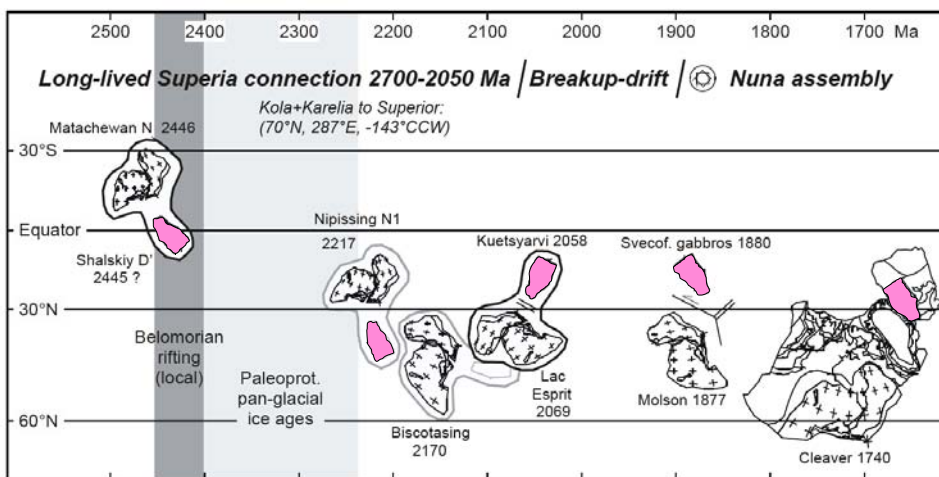 2500 2400 2300 2200 2100 2000 1900 1800 1700 Ma
Long-lived Superia connection 2700-2050 Ma / Breakup-drift / Nuna assembly
Kola+Karelia to Superior:
(70°N, 287°E, -143°CCW)
Matachewan N 2446
30°S
Nipissing N1
2217
Equator
Kuetsyarvi 2058
Svecof. gabbros 1880
Shalskiy D'
2445 ?
30°N
Belomorian
rifting
(local)
Paleoprot.
pan-glacial
ice ages
Lac
Esprit
2069
Molson 1877
60°N
Biscotasing
2170
Cleaver 1740